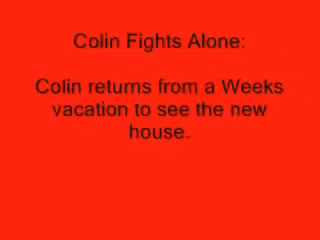 Colin Fights Alone:
Colin returns from a Weeks
vacation to see the new
house.